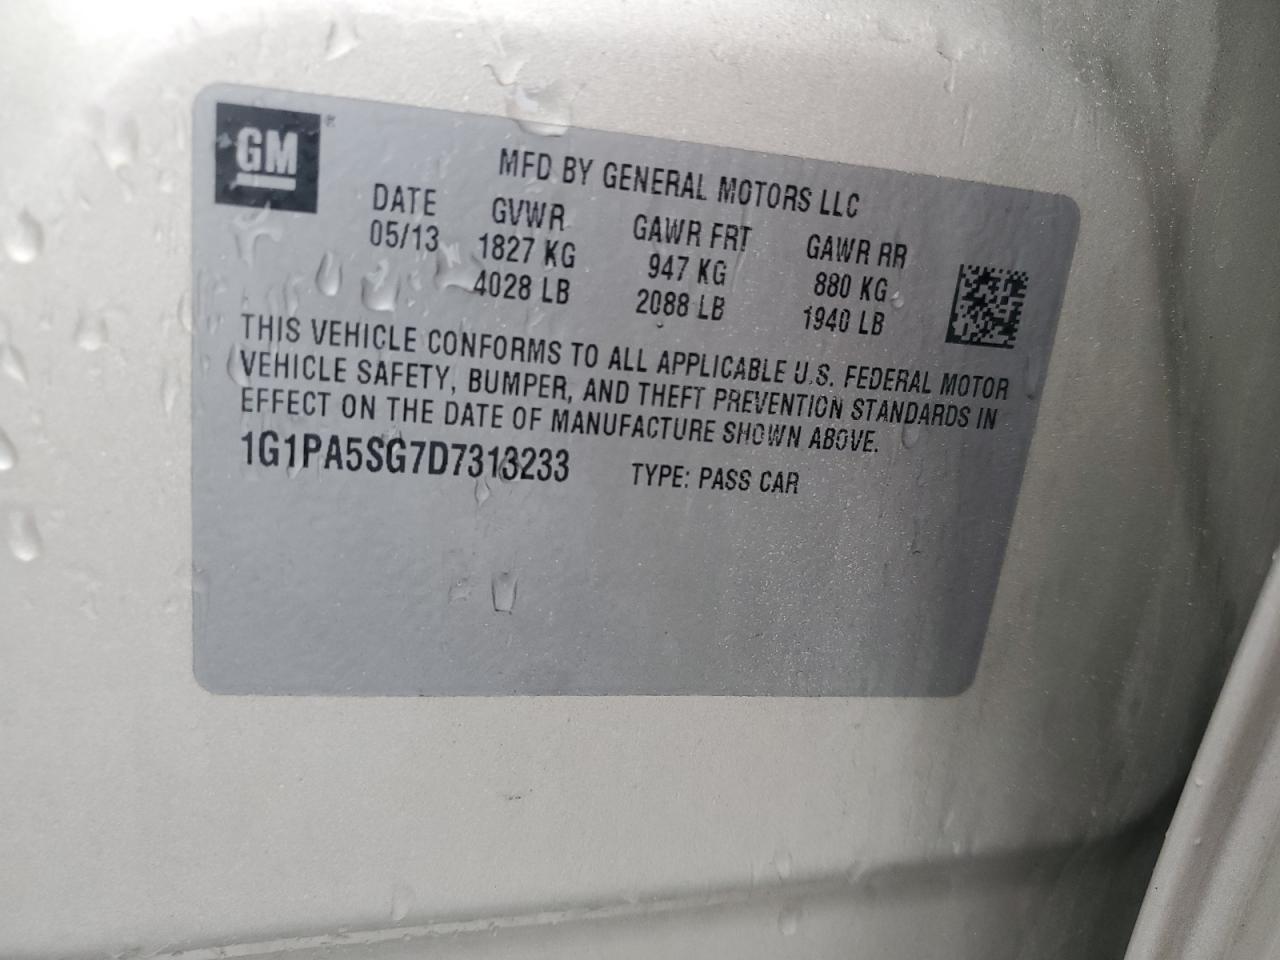 GM
MFD BY GENERAL MOTORS LLC
DATE GVWR GAWR FRT GAWR RR
05/13 1827 KG 947 KG 880 KG
4028 LB 2088 LB 1940 LB
THIS VEHICLE CONFORMS TO ALL APPLICABLE U.S. FEDERAL MOTOR
VEHICLE SAFETY, BUMPER, AND THEFT PREVENTION STANDARDS IN
EFFECT ON THE DATE OF MANUFACTURE SHOWN ABOVE.
1G1PA5SG7D7313233 TYPE: PASS CAR